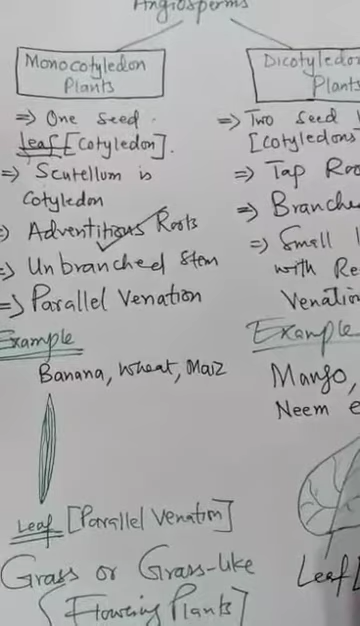 Angiosperms
Monocotyledon
Plants
=> One Seed
leaf [Cotyledon].
=> Scutellum is
Cotyledon
=> Adventitious Roots
=> Unbranched Stem
=> Parallel Venation
Example
Banana, Wheat, Maiz
Leaf [Parallel Venation]
Grass or Grass-like
[Flowering Plants]
Dicotyledo
Plants
=> Two Seed
[Cotyledons
=> Tap Roo
=> Branche
=> Small l
with Re
Venation
Example
Mango,
Neem e
Leaf [